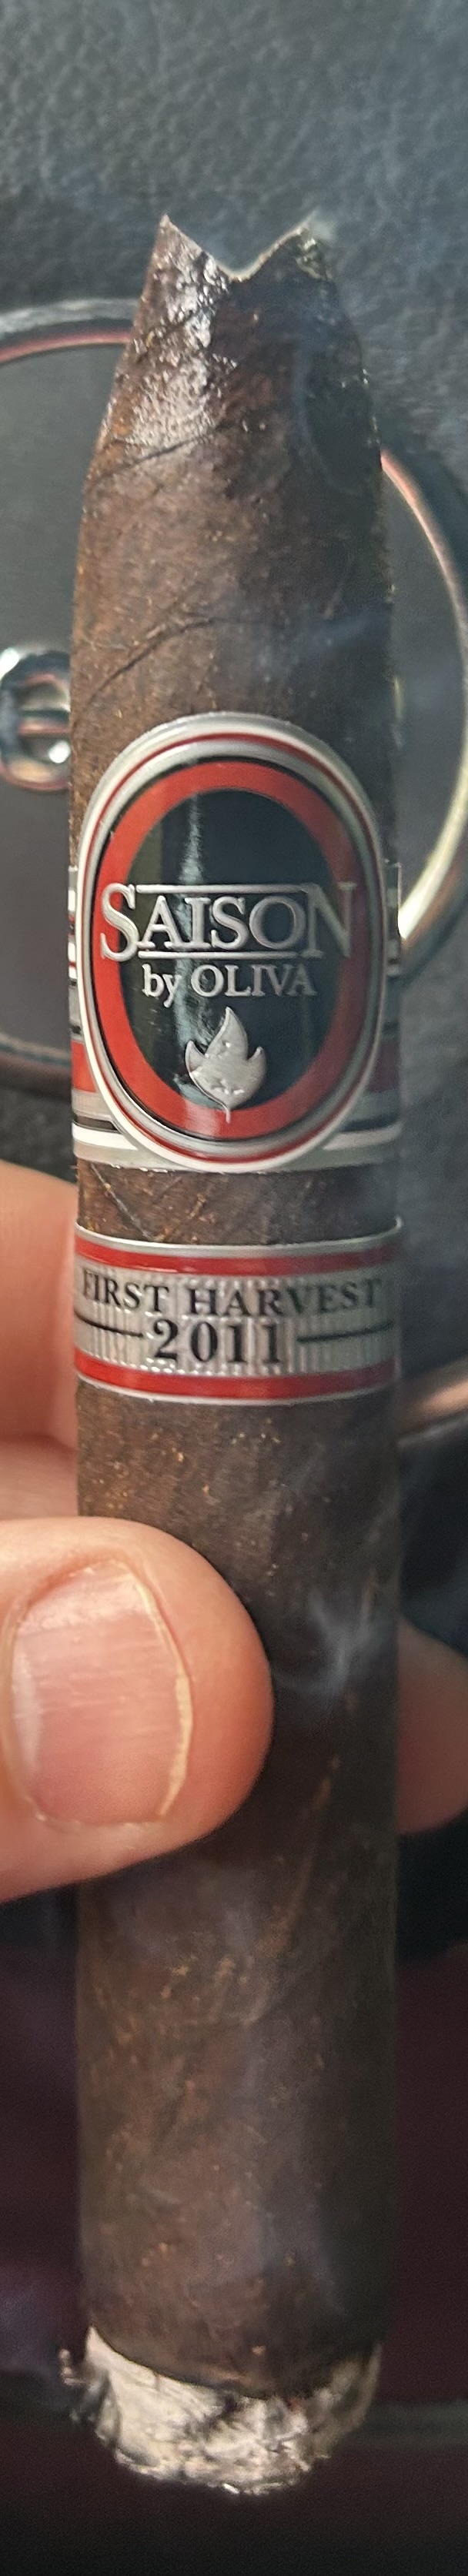 SAISON
by OLIVA
FIRST HARVEST
2011